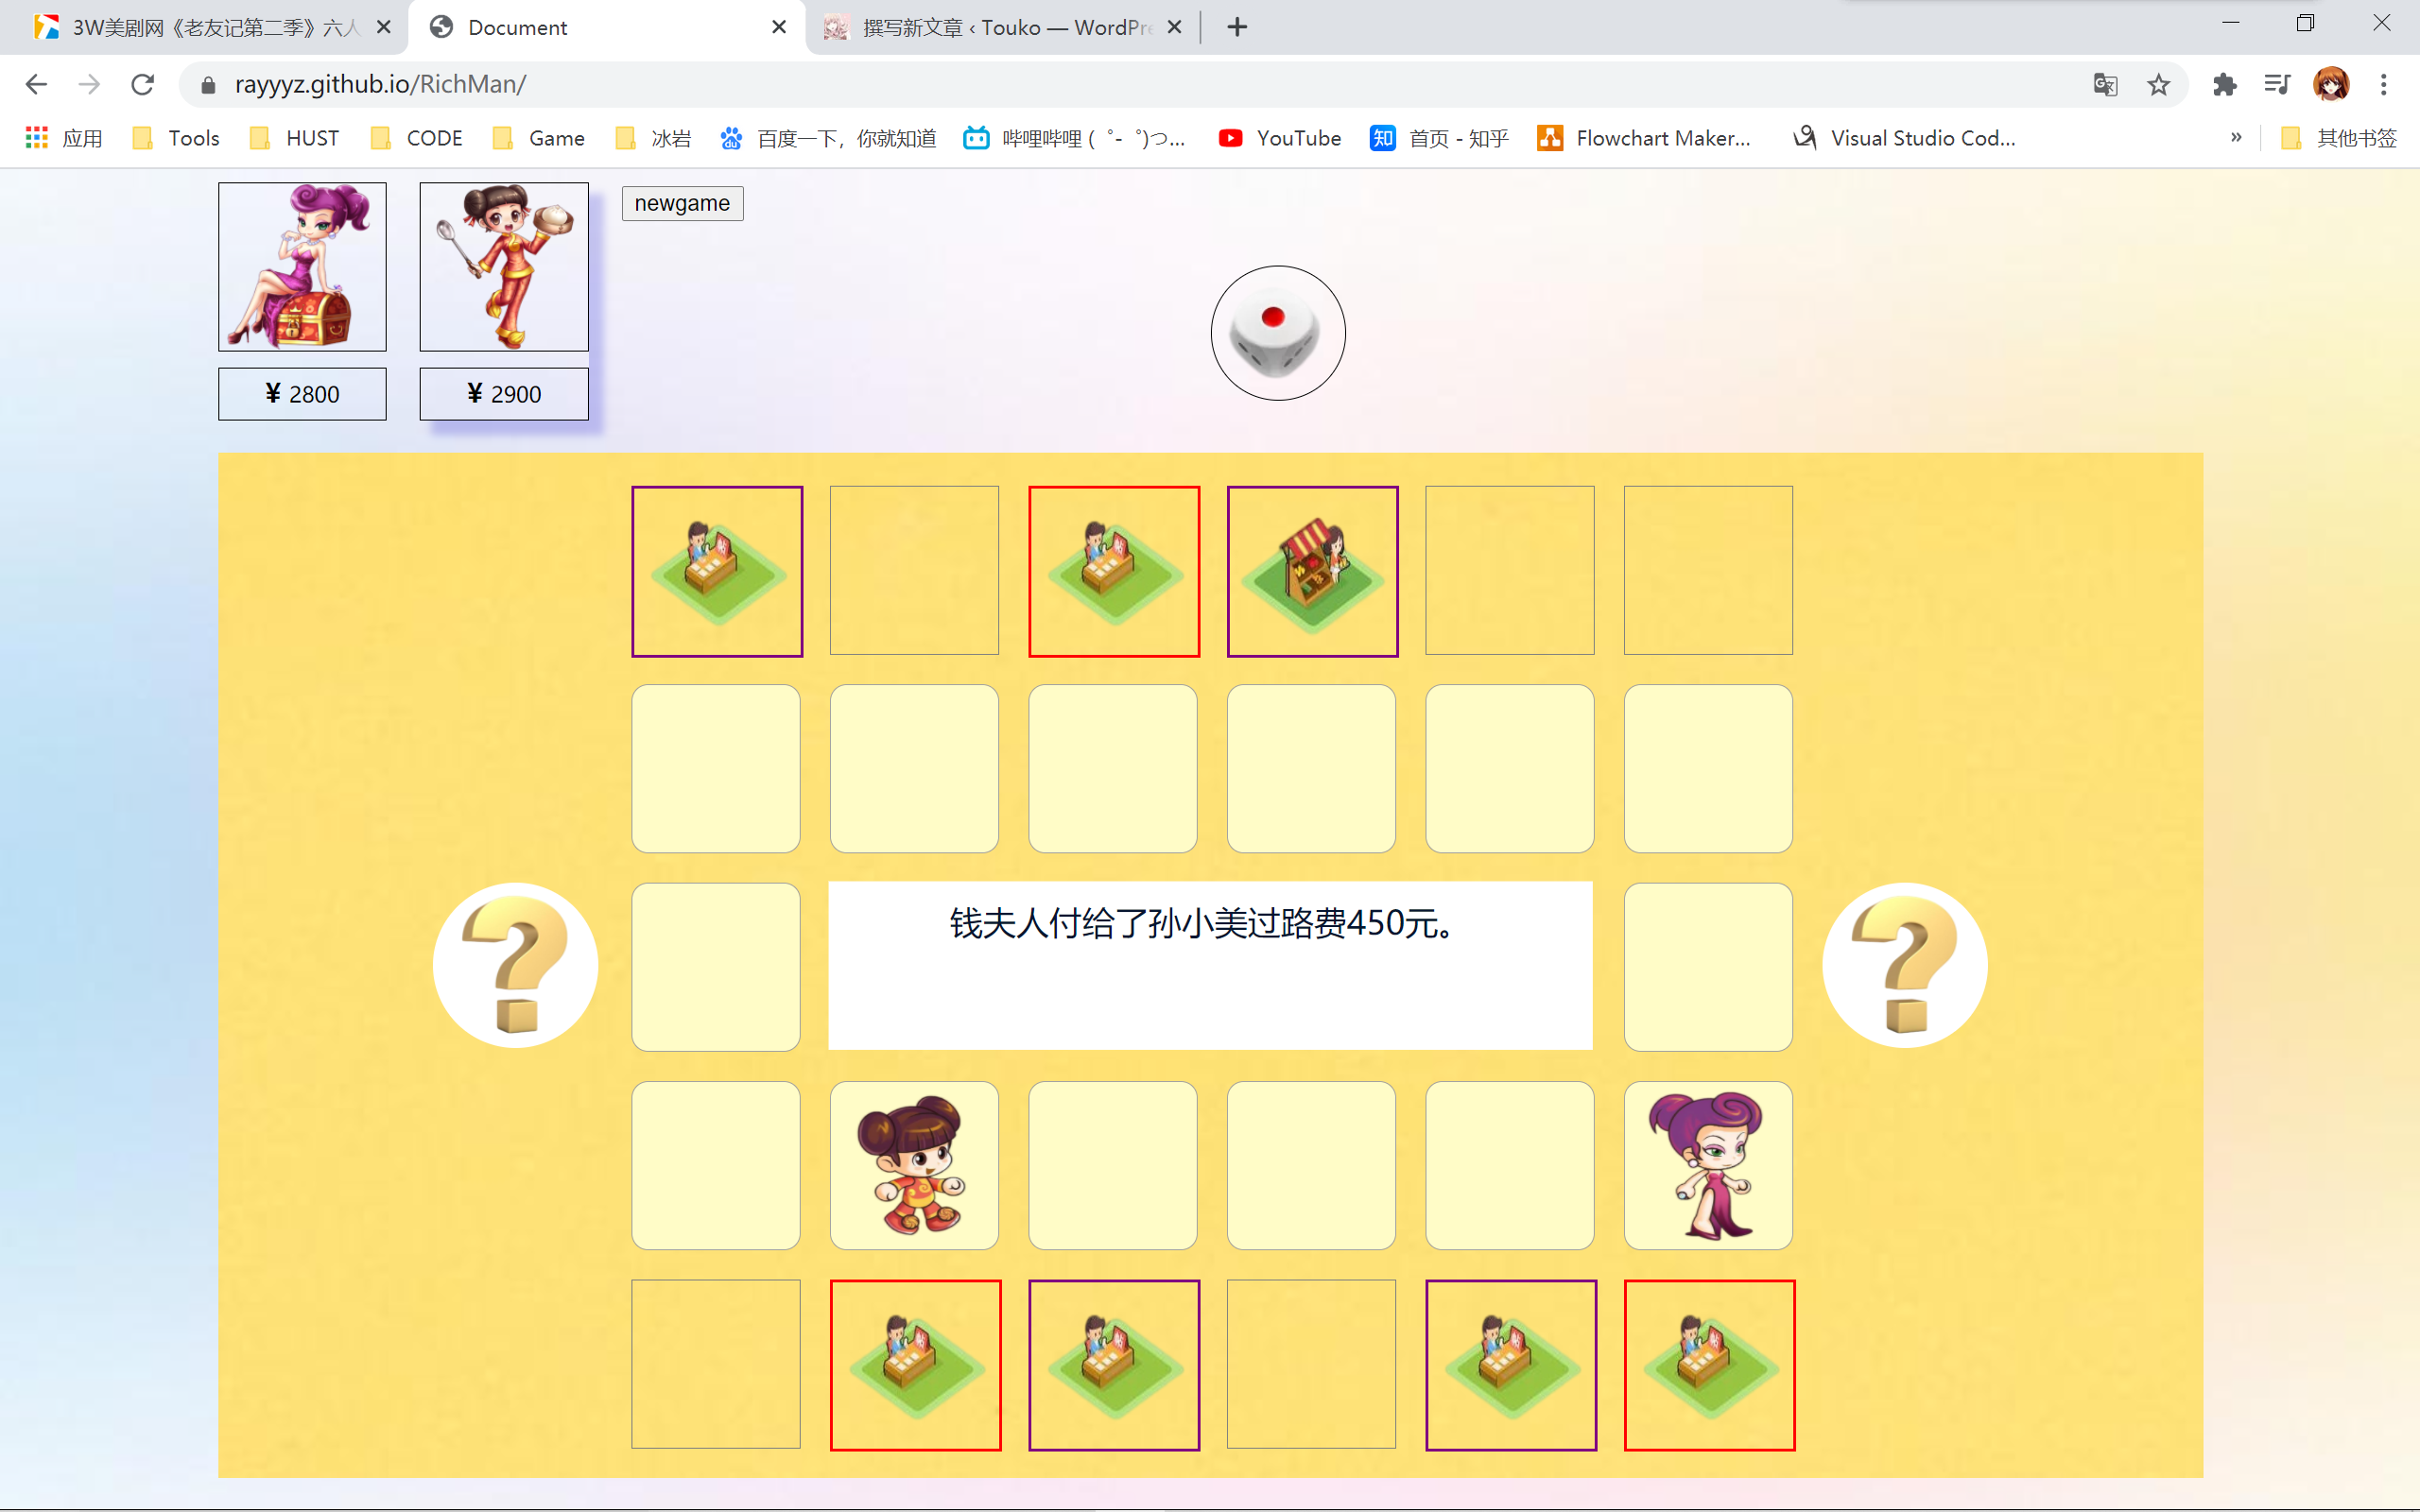 3W美剧网《老友记第二季》六人
Document
撰写新文章 ‹ Touko — WordPre
rayyyz.github.io/RichMan/
应用
Tools
HUST
CODE
Game
冰岩
百度一下，你就知道
哔哩哔哩 ( ゜- ゜)つ...
YouTube
知
首页 - 知乎
Flowchart Maker...
Visual Studio Cod...
»
其他书签
newgame
¥ 2800
¥ 2900
钱夫人付给了孙小美过路费450元。